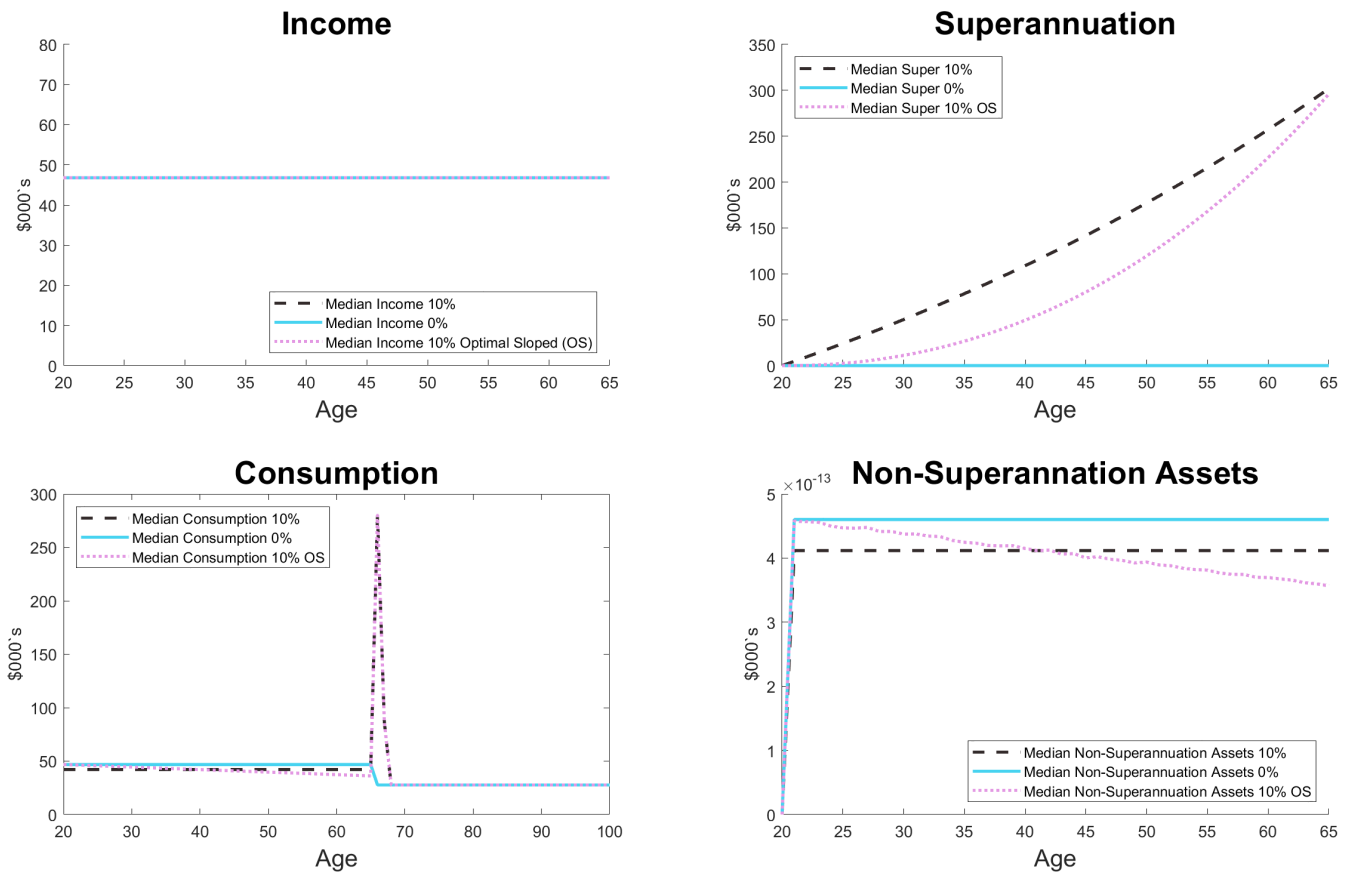 Income
80
70
60
50
40
30
20
10
0
$000`s
Median Income 10%
Median Income 0%
Median Income 10% Optimal Sloped (OS)
20 25 30 35 40 45 50 55 60 65
Age
Superannuation
350
300
250
200
150
100
50
0
$000`s
Median Super 10%
Median Super 0%
Median Super 10% OS
20 25 30 35 40 45 50 55 60 65
Age
Consumption
300
250
200
150
100
50
0
$000`s
Median Consumption 10%
Median Consumption 0%
Median Consumption 10% OS
20 30 40 50 60 70 80 90 100
Age
Non-Superannation Assets
×10-13
5
4
3
2
1
0
$000`s
Median Non-Superannuation Assets 10%
Median Non-Superannuation Assets 0%
Median Non-Superannuation Assets 10% OS
20 25 30 35 40 45 50 55 60 65
Age